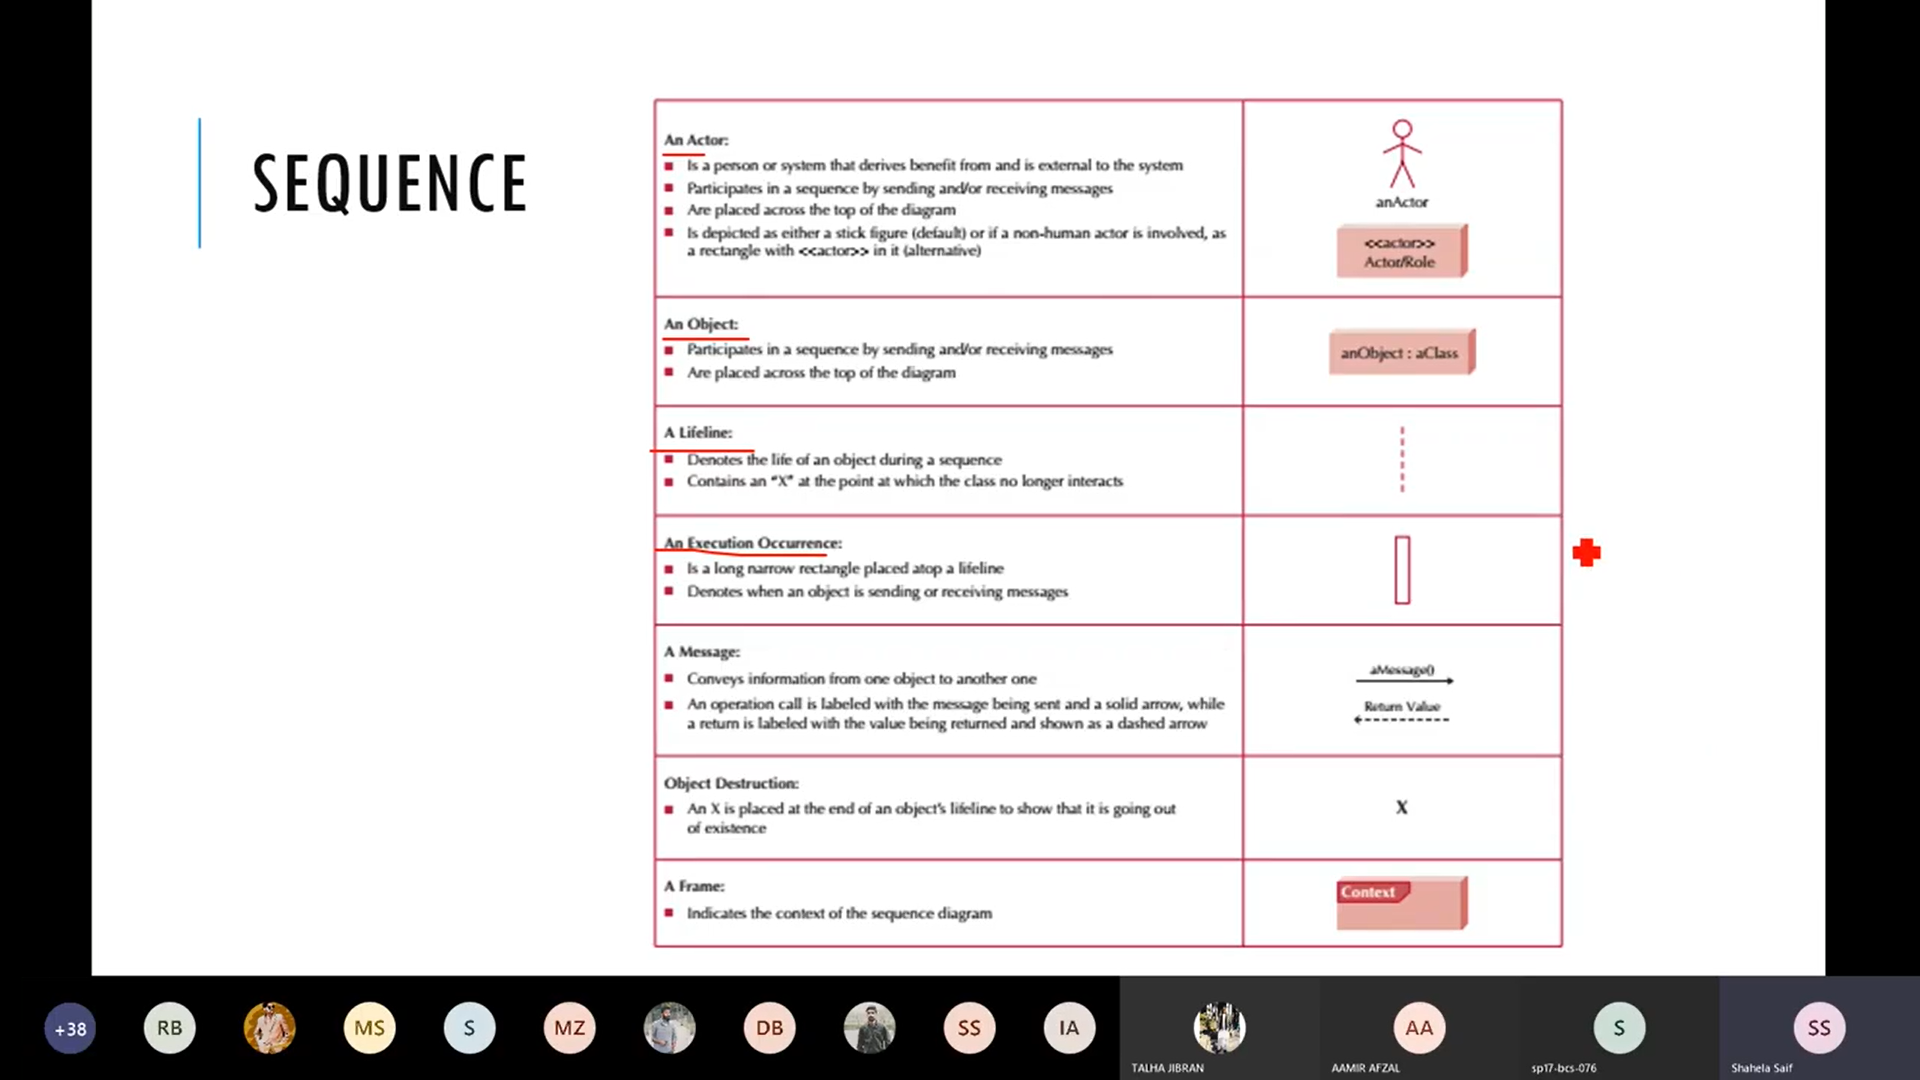 SEQUENCE
An Actor:
Is a person or system that derives benefit from and is external to the system
Participates in a sequence by sending and/or receiving messages
Are placed across the top of the diagram
Is depicted as either a stick figure (default) or if a non-human actor is involved, as
a rectangle with <<actor>> in it (alternative)
anActor
<<actor>>
Actor/Role
An Object:
Participates in a sequence by sending and/or receiving messages
Are placed across the top of the diagram
anObject : aClass
A Lifeline:
Denotes the life of an object during a sequence
Contains an "X" at the point at which the class no longer interacts
An Execution Occurrence:
Is a long narrow rectangle placed atop a lifeline
Denotes when an object is sending or receiving messages
A Message:
Conveys information from one object to another one
An operation call is labeled with the message being sent and a solid arrow, while
a return is labeled with the value being returned and shown as a dashed arrow
aMessage()
Return Value
Object Destruction:
An X is placed at the end of an object's lifeline to show that it is going out
of existence
X
A Frame:
Indicates the context of the sequence diagram
Context
+38
RB
MS
S
MZ
DB
SS
IA
AA
S
SS
TALHA JIBRAN
AAMIR AFZAL
sp17-bcs-076
Shahela Saif